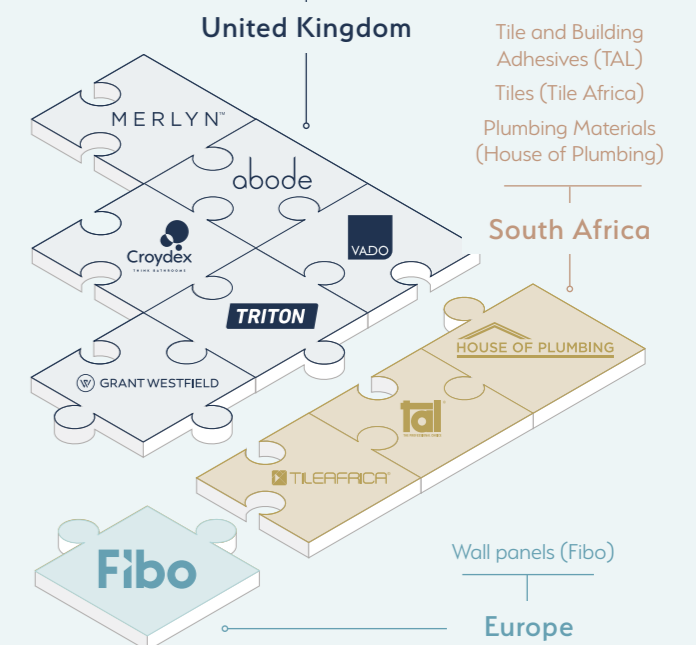 United Kingdom
Tile and Building
Adhesives (TAL)
Tiles (Tile Africa)
Plumbing Materials
(House of Plumbing)
South Africa
MERLYN™
abode
Croydex
THINK BATHROOMS
VADO
TRITON
GRANT WESTFIELD
HOUSE OF PLUMBING
tal
TILEAFRICA®
Fibo
Wall panels (Fibo)
Europe